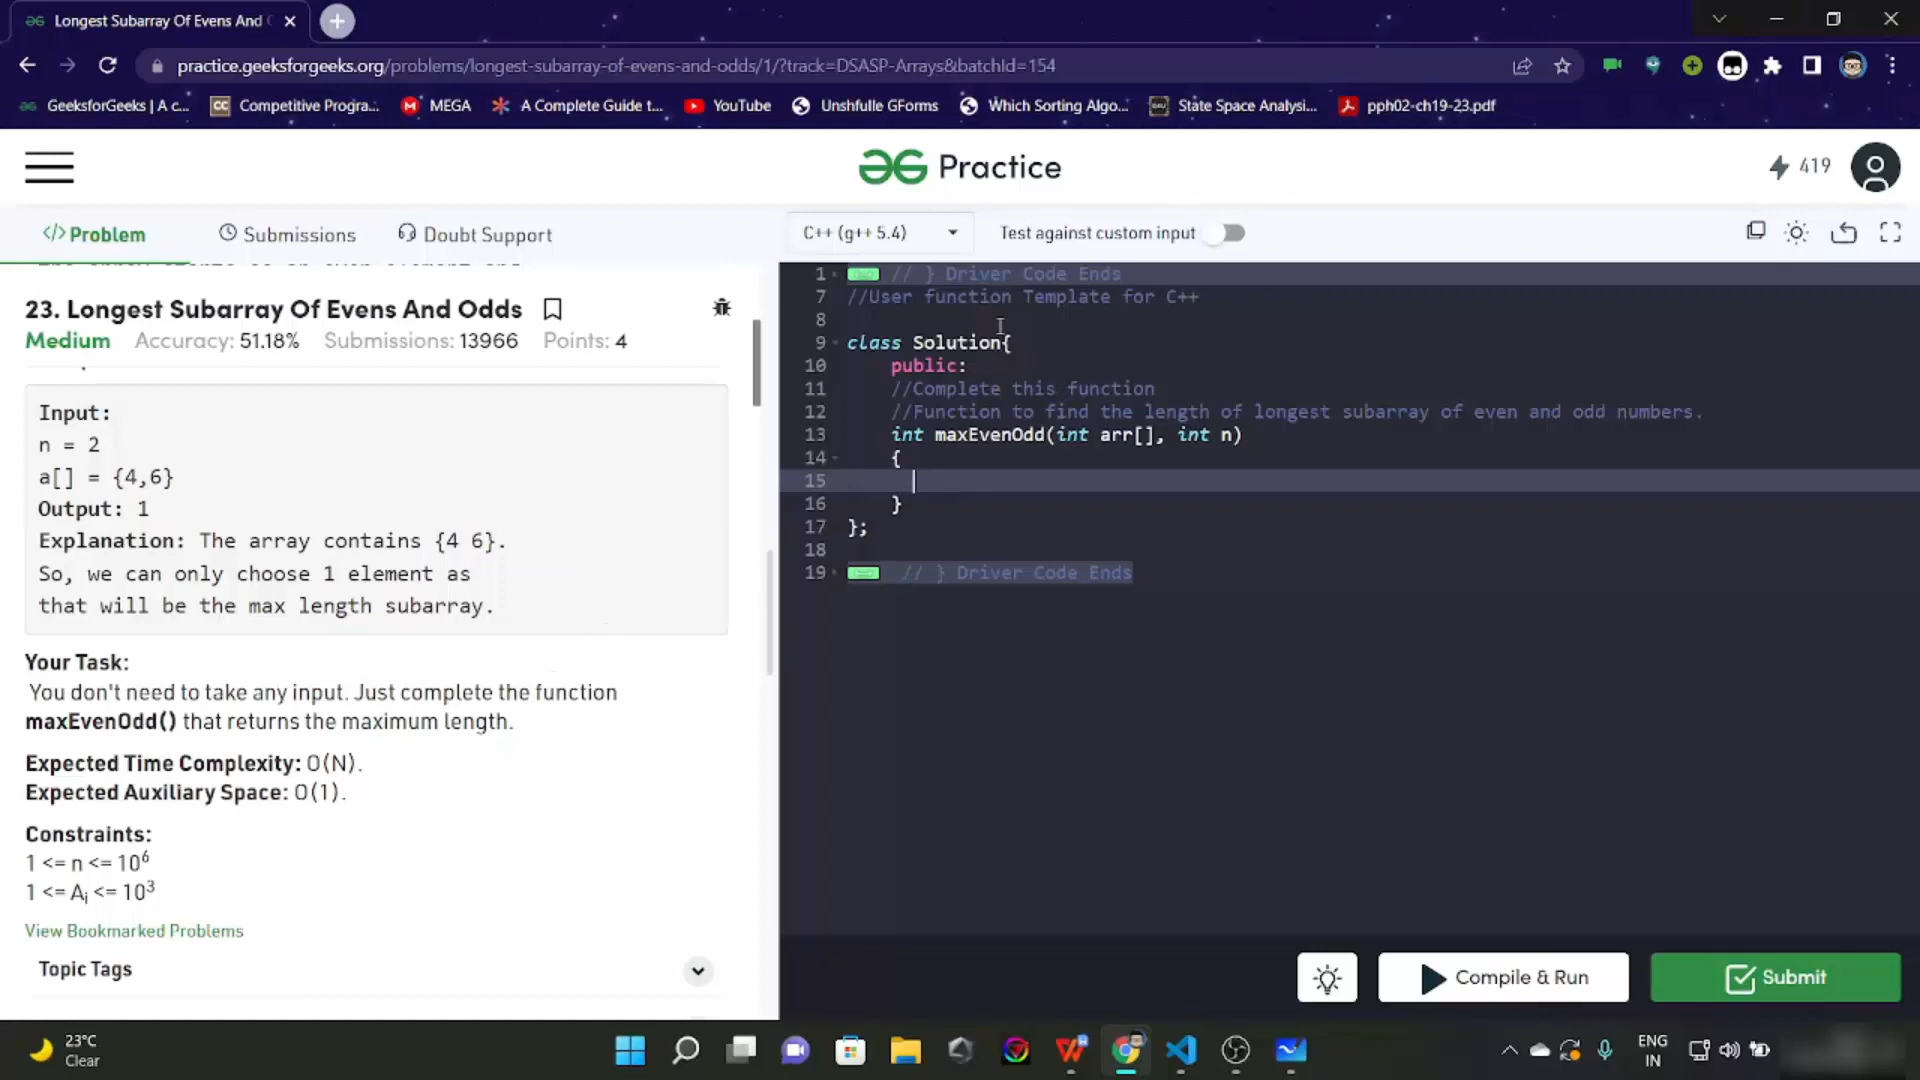 Longest Subarray Of Evens And
practice.geeksforgeeks.org/problems/longest-subarray-of-evens-and-odds/1/?track=DSASP-Arrays&batchId=154
GeeksforGeeks | A c... Competitive Progra... MEGA A Complete Guide t... YouTube Unshfulle GForms Which Sorting Algo... State Space Analysi... pph02-ch19-23.pdf
Practice
419
Problem Submissions Doubt Support
C++ (g++ 5.4) Test against custom input
23. Longest Subarray Of Evens And Odds
Medium Accuracy: 51.18% Submissions: 13966 Points: 4
Input:
n = 2
a[] = {4,6}
Output: 1
Explanation: The array contains {4 6}.
So, we can only choose 1 element as
that will be the max length subarray.
Your Task:
You don't need to take any input. Just complete the function
maxEvenOdd() that returns the maximum length.
Expected Time Complexity: O(N).
Expected Auxiliary Space: O(1).
Constraints:
1 <= n <= 10⁶
1 <= Aᵢ <= 10³
View Bookmarked Problems
Topic Tags
1 // } Driver Code Ends
7 //User function Template for C++
8
9 class Solution{
10 public:
11 //Complete this function
12 //Function to find the length of longest subarray of even and odd numbers.
13 int maxEvenOdd(int arr[], int n)
14 {
15
16 }
17 };
18
19 // } Driver Code Ends
Compile & Run
Submit
23°C
Clear
ENG
IN